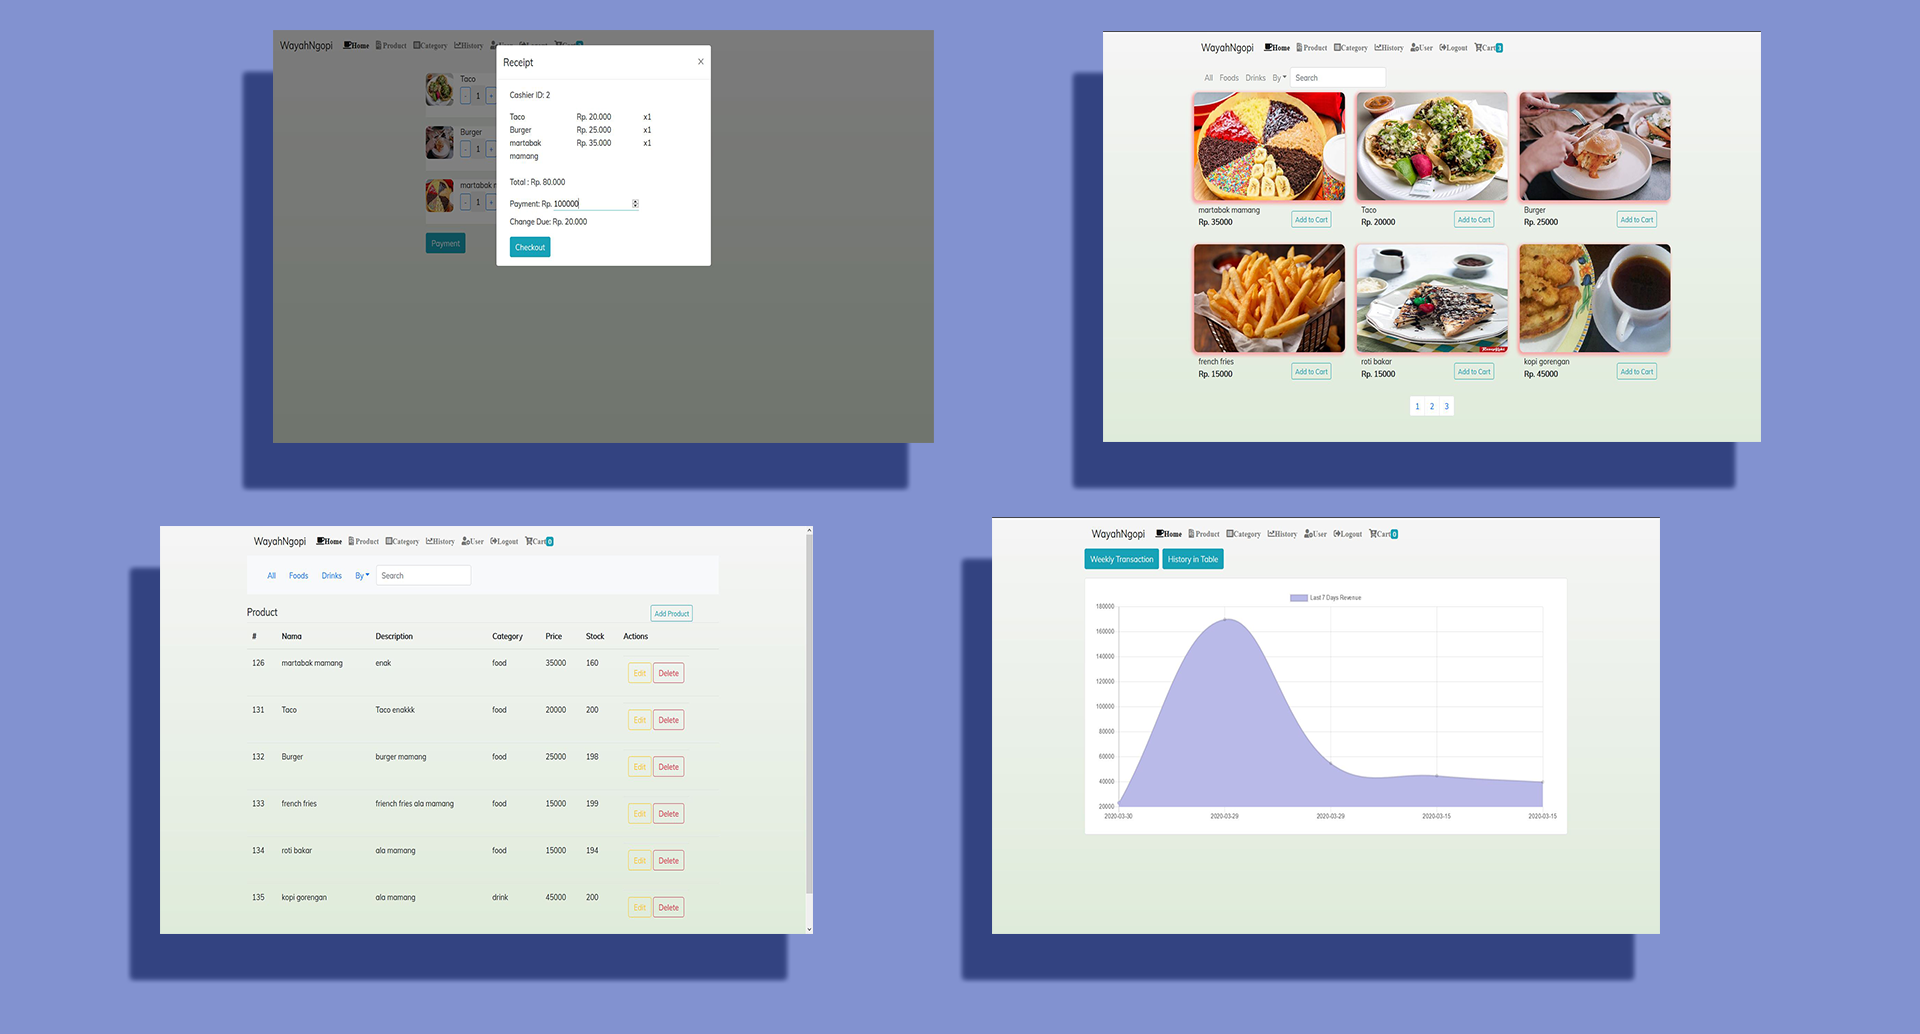 WayahNgopi Home Product Category History
Taco
- 1 +
Burger
- 1 +
martabak
- 1 +
Payment
Receipt X
Cashier ID: 2
Taco Rp. 20.000 x1
Burger Rp. 25.000 x1
martabak Rp. 35.000 x1
mamang
Total : Rp. 80.000
Payment: Rp. 100000
Change Due: Rp. 20.000
Checkout
WayahNgopi Home Product Category History User Logout Cart 3
All Foods Drinks By Search
martabak mamang
Rp. 35000 Add to Cart
Taco
Rp. 20000 Add to Cart
Burger
Rp. 25000 Add to Cart
french fries
Rp. 15000 Add to Cart
roti bakar
Rp. 15000 Add to Cart
kopi gorengan
Rp. 45000 Add to Cart
1 2 3
WayahNgopi Home Product Category History User Logout Cart 0
All Foods Drinks By Search
Product Add Product
# Nama Description Category Price Stock Actions
126 martabak mamang enak food 35000 160 Edit Delete
131 Taco Taco enakkk food 20000 200 Edit Delete
132 Burger burger mamang food 25000 198 Edit Delete
133 french fries friench fries ala mamang food 15000 199 Edit Delete
134 roti bakar ala mamang food 15000 194 Edit Delete
135 kopi gorengan ala mamang drink 45000 200 Edit Delete
WayahNgopi Home Product Category History User Logout Cart 0
Weekly Transaction History in Table
Last 7 Days Revenue
180000
160000
140000
120000
100000
80000
60000
40000
20000
2020-03-30 2020-03-29 2020-03-29 2020-03-15 2020-03-15